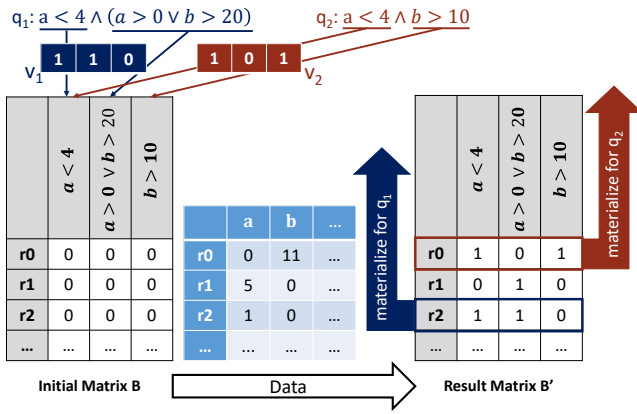 q1: a < 4 ∧ (a > 0 ∨ b > 20)
q2: a < 4 ∧ b > 10
V1 1 1 0
1 0 1 V2
a < 4 a > 0 ∨ b > 20 b > 10
r0 0 0 0
r1 0 0 0
r2 0 0 0
... ... ... ...
Initial Matrix B
a b ...
r0 0 11 ...
r1 5 0 ...
r2 1 0 ...
... ... ... ...
Data
materialize for q1
a < 4 a > 0 ∨ b > 20 b > 10
r0 1 0 1
r1 0 1 0
r2 1 1 0
... ... ... ...
Result Matrix B’
materialize for q2